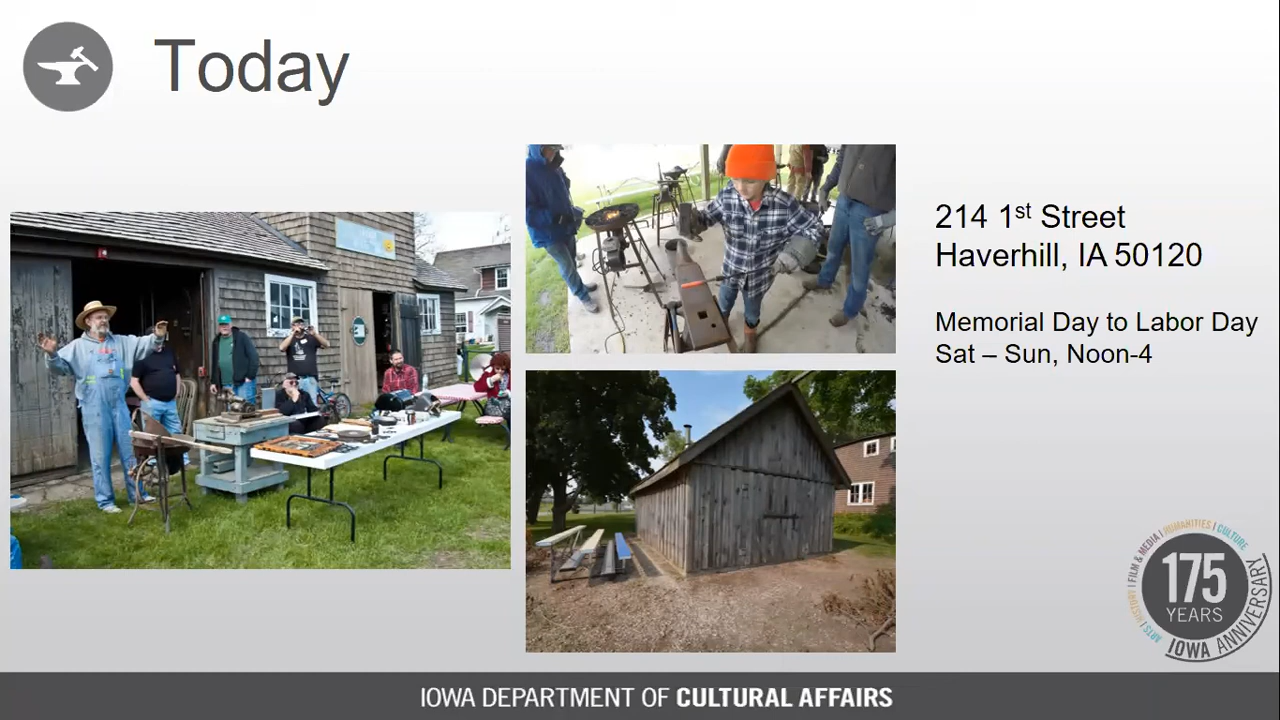 Today
214 1st Street
Haverhill, IA 50120
Memorial Day to Labor Day
Sat – Sun, Noon-4
ARTS | HISTORY | FILM & MEDIA | HUMANITIES | CULTURE
175
YEARS
IOWA ANNIVERSARY
IOWA DEPARTMENT OF CULTURAL AFFAIRS